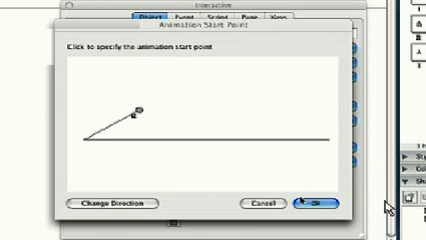 Interactive
Object Event Script Page View
Animation Start Point
Click to specify the animation start point
Change Direction Cancel OK